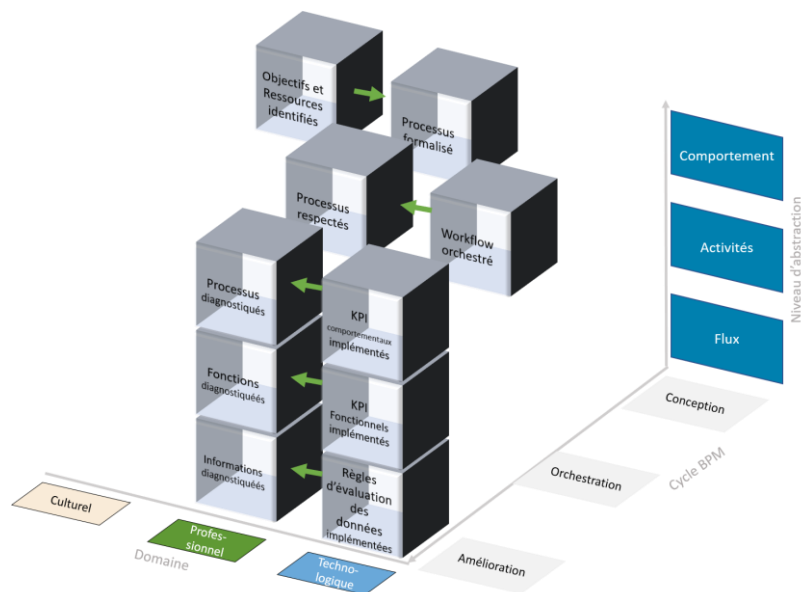 Objectifs et
Ressources
identifiés
Processus
formalisé
Processus
respectés
Workflow
orchestré
Processus
diagnostiqués
KPI
comportementaux
implémentés
Fonctions
diagnostiquéés
KPI
Fonctionnels
implémentés
Informations
diagnostiquéés
Règles
d'évaluation
des
données
implémentées
Comportement
Activités
Flux
Niveau d'abstraction
Conception
Orchestration
Amélioration
Cycle BPM
Culturel
Profes-
sionnel
Techno-
logique
Domaine